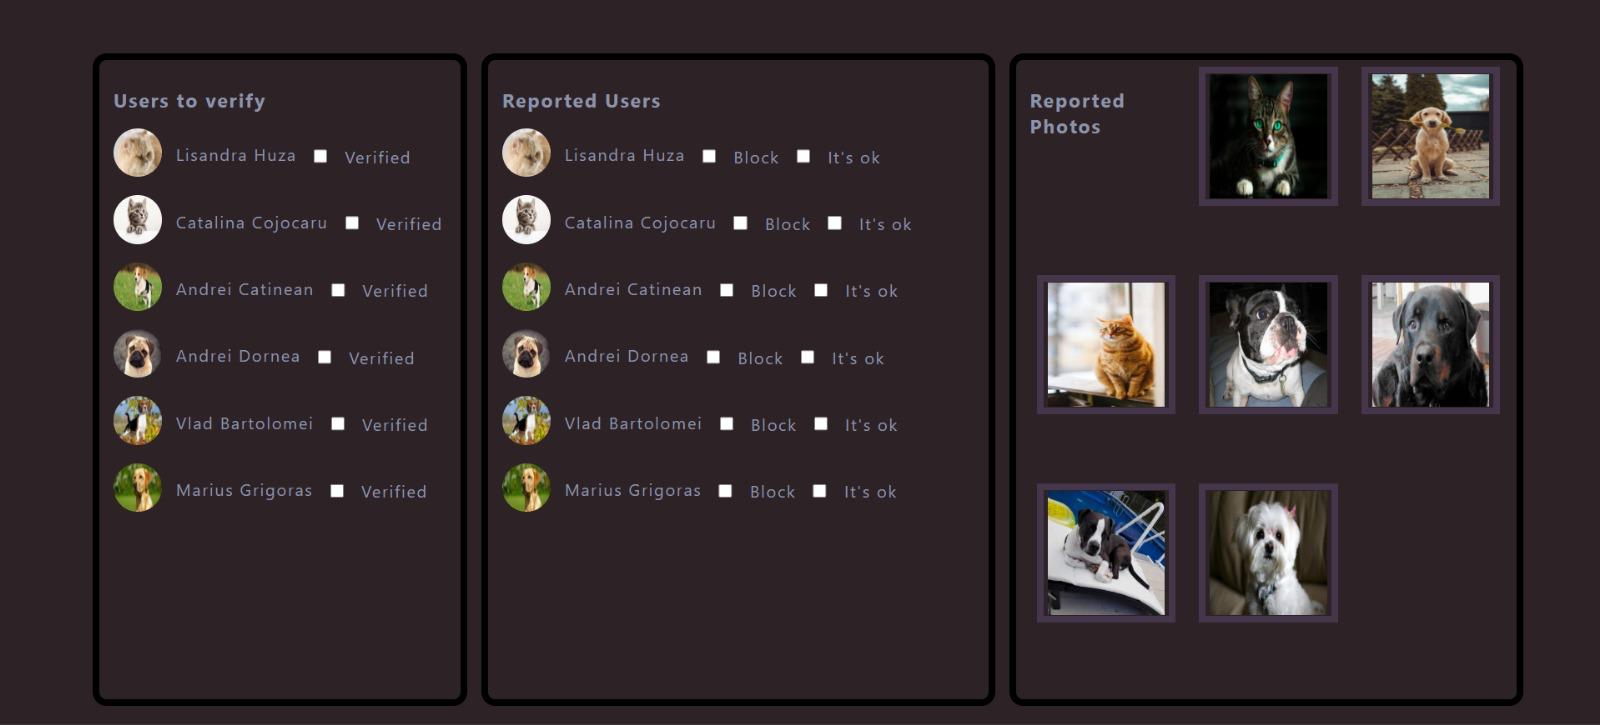 Users to verify
Lisandra Huza Verified
Catalina Cojocaru Verified
Andrei Catinean Verified
Andrei Dornea Verified
Vlad Bartolomei Verified
Marius Grigoras Verified
Reported Users
Lisandra Huza Block It's ok
Catalina Cojocaru Block It's ok
Andrei Catinean Block It's ok
Andrei Dornea Block It's ok
Vlad Bartolomei Block It's ok
Marius Grigoras Block It's ok
Reported
Photos